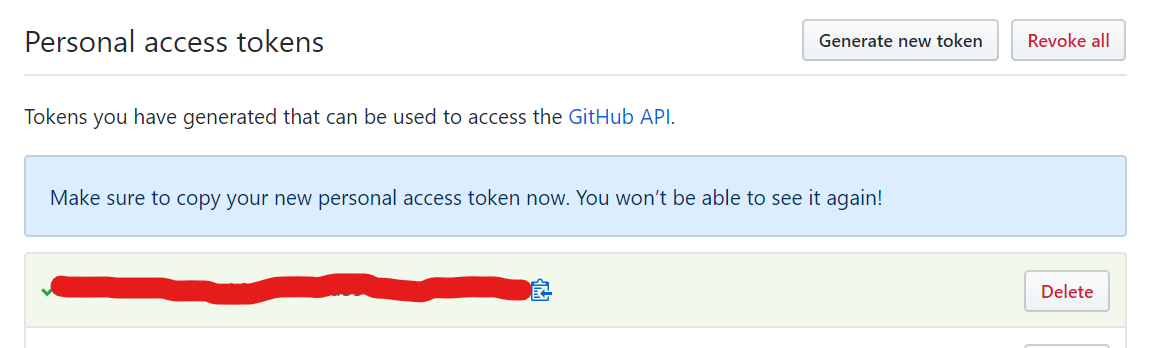 Personal access tokens
Generate new token
Revoke all
Tokens you have generated that can be used to access the GitHub API.
Make sure to copy your new personal access token now. You won’t be able to see it again!
Delete